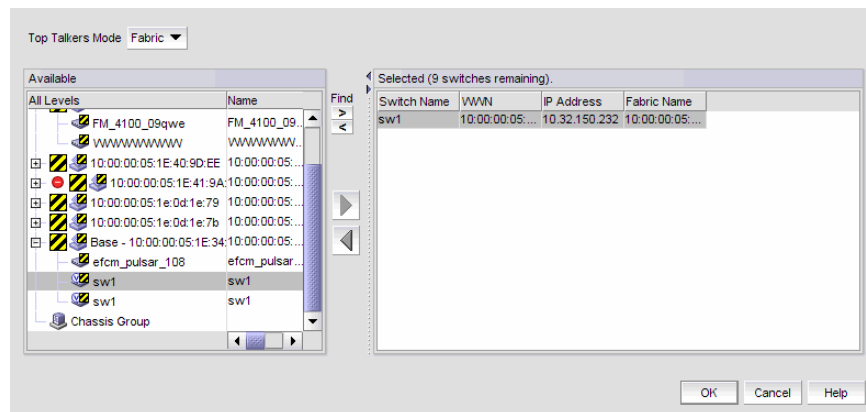 Top Talkers Mode Fabric
Available
All Levels Name
FM_4100_09qwe FM_4100_09...
10:00:00:05:1E:40:9D:EE 10:00:00:05:...
10:00:00:05:1E:41:9A: 10:00:00:05:...
10:00:00:05:1e:0d:1e:79 10:00:00:05:...
10:00:00:05:1e:0d:1e:7b 10:00:00:05:...
Base - 10:00:00:05:1E:34: 10:00:00:05:...
efcm_pulsar_108 efcm_pulsar...
sw1 sw1
sw1 sw1
Chassis Group
Find
>
<
Selected (9 switches remaining).
Switch Name WWN IP Address Fabric Name
sw1 10:00:00:05:... 10.32.150.232 10:00:00:05:...
OK Cancel Help